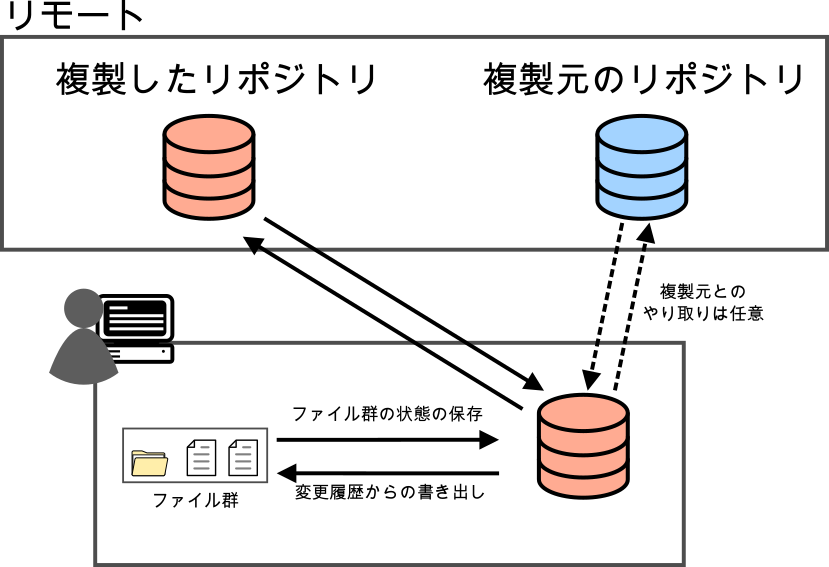 リモート
複製したリポジトリ
複製元のリポジトリ
複製元との
やり取りは任意
ファイル群の状態の保存
変更履歴からの書き出し
ファイル群